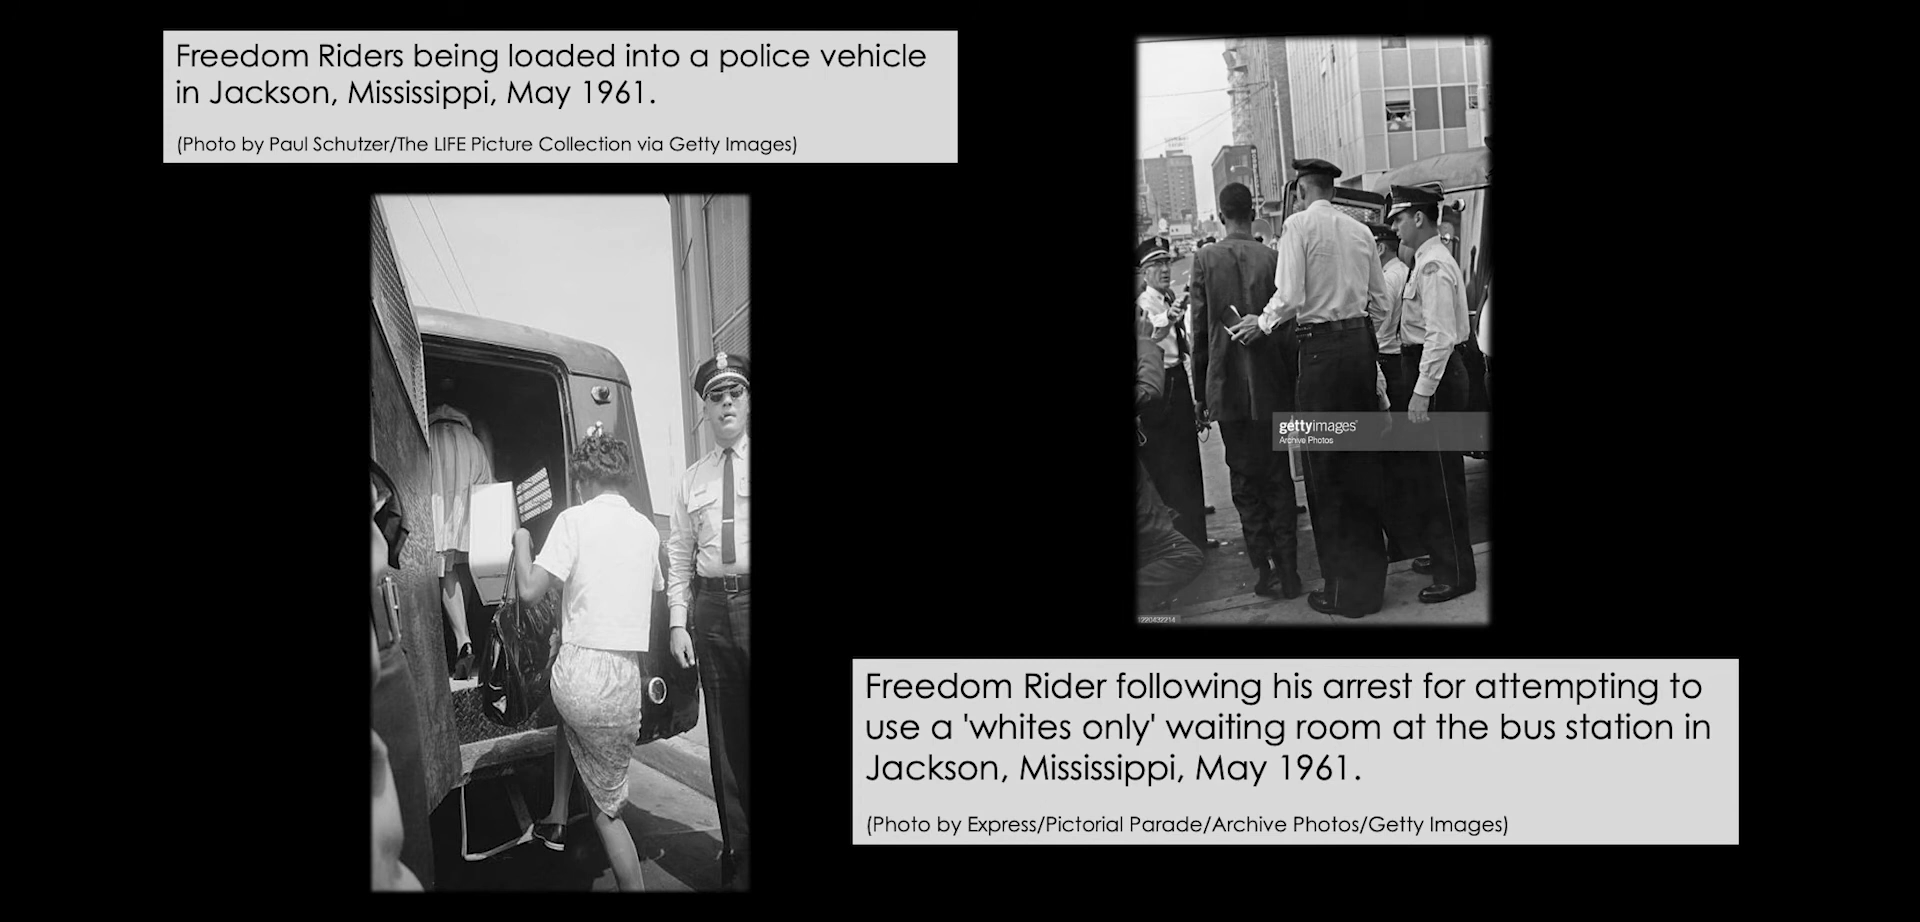 Freedom Riders being loaded into a police vehicle
in Jackson, Mississippi, May 1961.
(Photo by Paul Schutzer/The LIFE Picture Collection via Getty Images)
gettyimages
Archive Photos
1220432214
Freedom Rider following his arrest for attempting to
use a 'whites only' waiting room at the bus station in
Jackson, Mississippi, May 1961.
(Photo by Express/Pictorial Parade/Archive Photos/Getty Images)